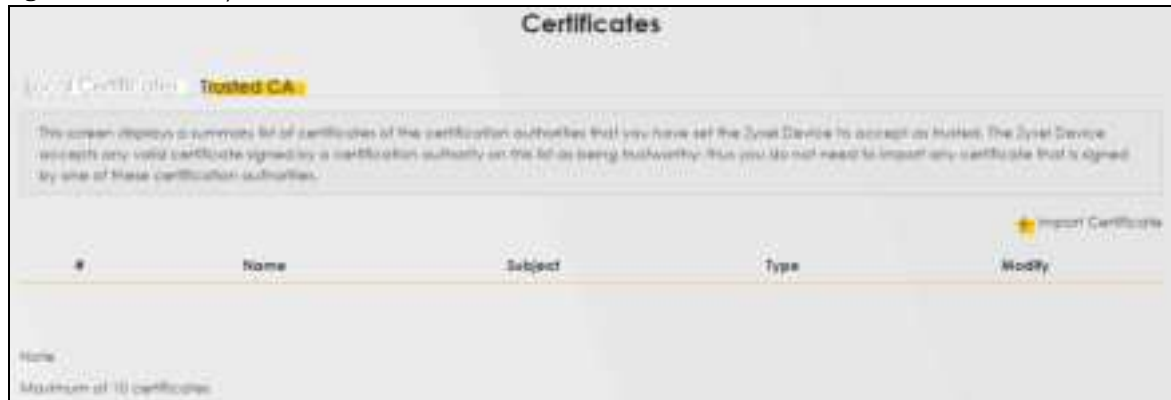 Certificates
Local Certificates Trusted CA
This screen displays a summary list of certificates of the certification authorities that you have set the Zyxel Device to accept as trusted. The Zyxel Device
accepts any valid certificate signed by a certification authority on this list as being trustworthy; thus you do not need to import any certificate that is signed
by one of these certification authorities.
Import Certificate
# Name Subject Type Modify
Note
Maximum of 10 certificates